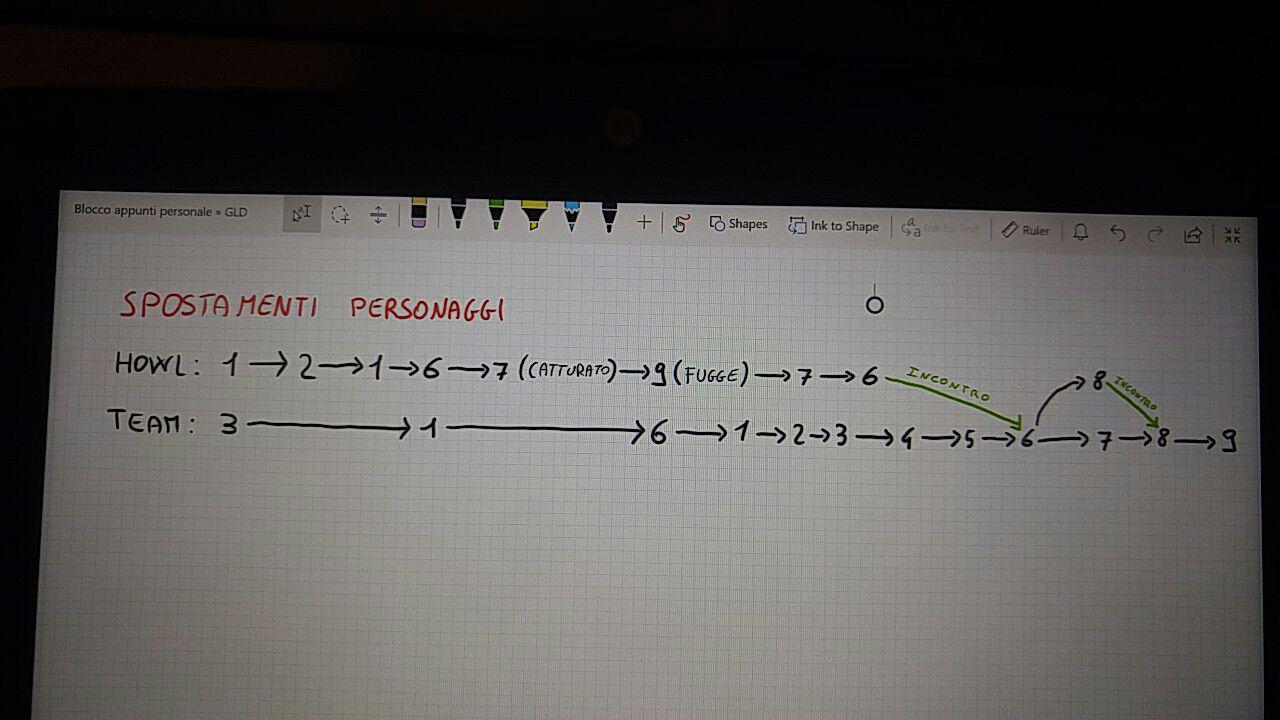 Blocco appunti personale » GLD
Shapes Ink to Shape Ink to Text Ruler
SPOSTAMENTI PERSONAGGI
HOWL: 1 → 2 → 1 → 6 → 7 (CATTURATO) → 9 (FUGGE) → 7 → 6 INCONTRO 8 INCONTRO
TEAM: 3 → 1 → 6 → 1 → 2 → 3 → 4 → 5 → 6 → 7 → 8 → 9